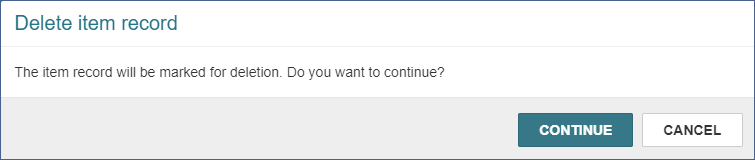 Delete item record
The item record will be marked for deletion. Do you want to continue?
CONTINUE CANCEL